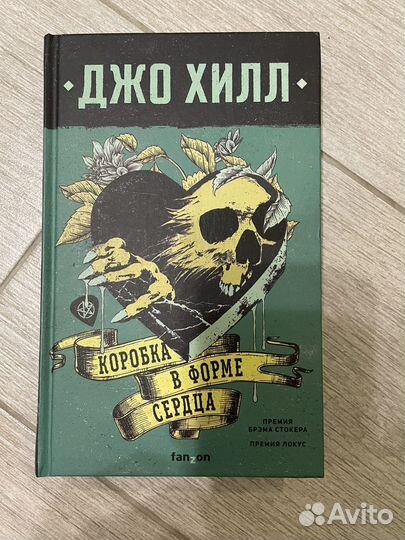 ДЖО ХИЛЛ
КОРОБКА
В ФОРМЕ
СЕРДЦА
ПРЕМИЯ
БРЭМА СТОКЕРА
ПРЕМИЯ ЛОКУС
fanzon
Avito